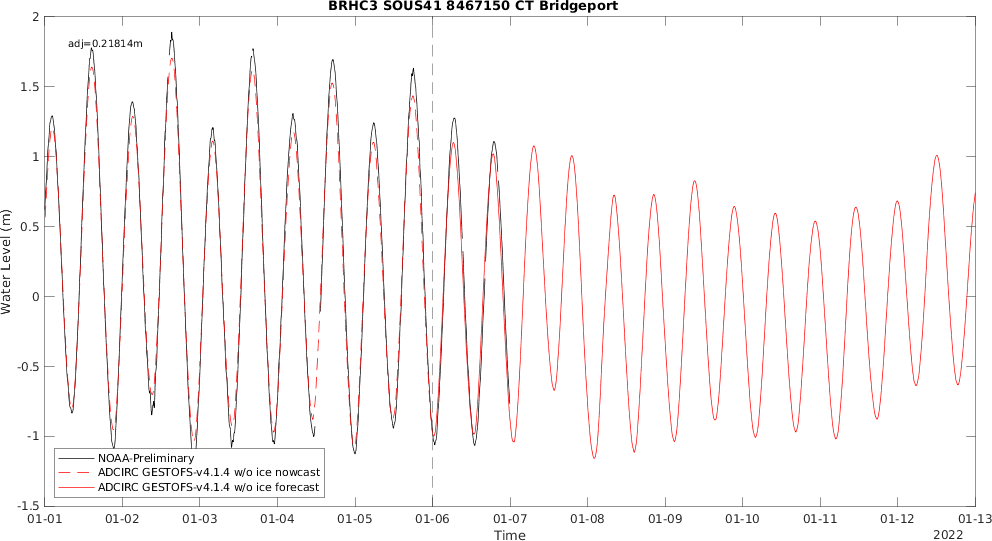 BRHC3 SOUS41 8467150 CT Bridgeport
adj=0.21814m
Water Level (m)
2
1.5
1
0.5
0
-0.5
-1
-1.5
NOAA-Preliminary
ADCIRC GESTOFS-v4.1.4 w/o ice nowcast
ADCIRC GESTOFS-v4.1.4 w/o ice forecast
01-01 01-02 01-03 01-04 01-05 01-06 01-07 01-08 01-09 01-10 01-11 01-12 01-13
Time
2022